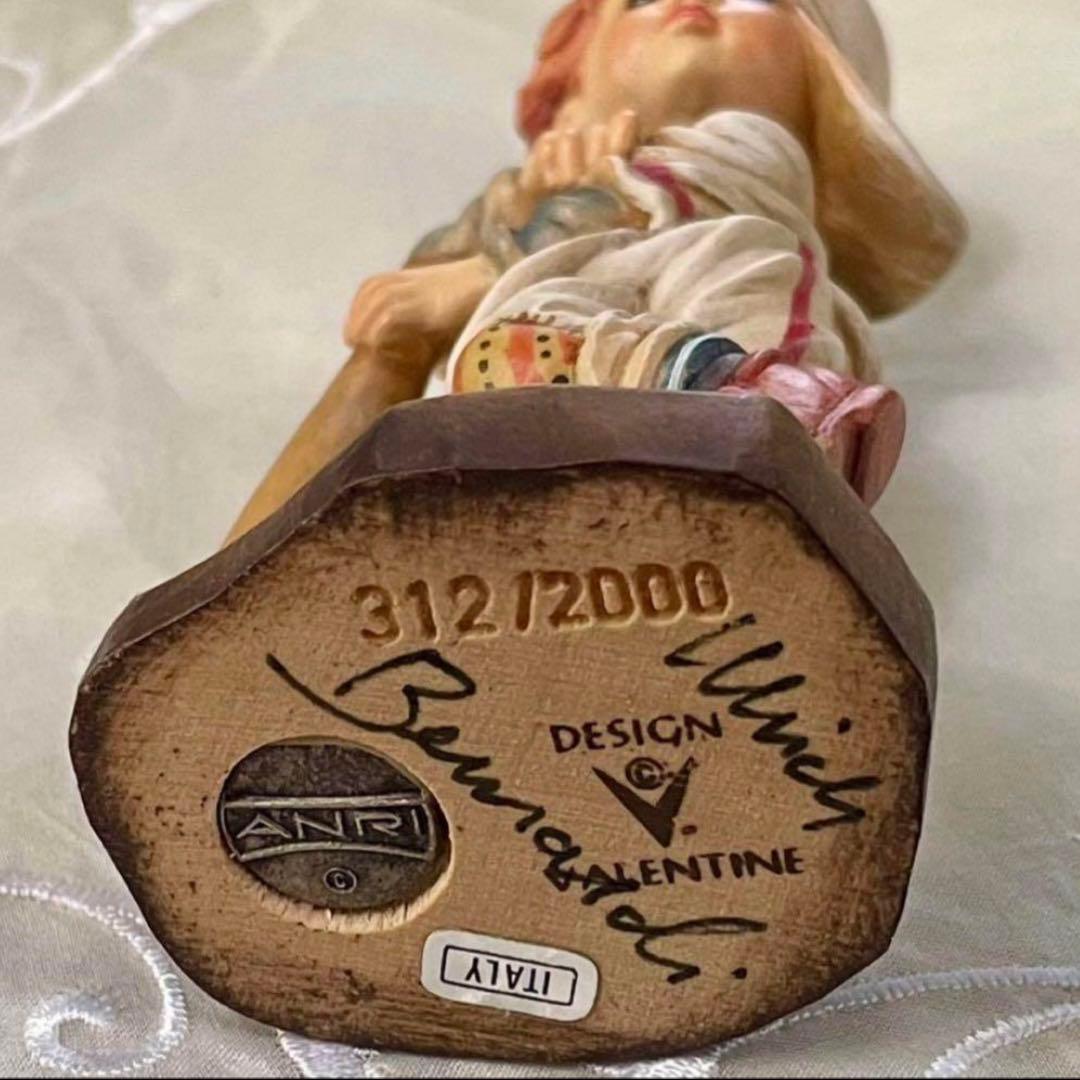 312/2000
Ulrich
Bernardi
DESIGN
©
VALENTINE
ANRI
©
ITALY